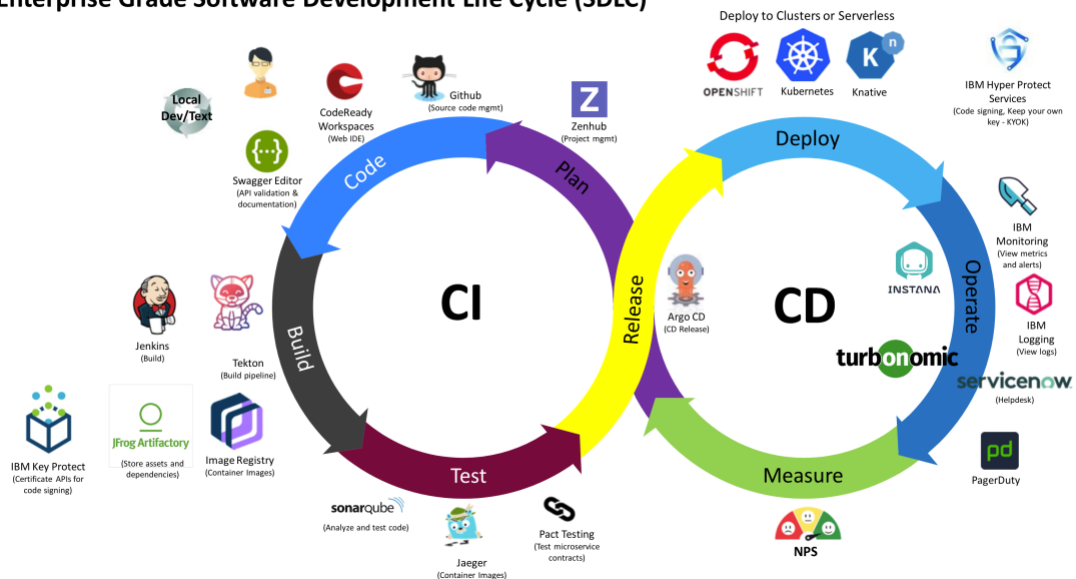 Enterprise Grade Software Development Life Cycle (SDLC)
Deploy to Clusters or Serverless
Local
Dev/Text
CodeReady
Workspaces
(Web IDE)
Github
(Source code mgmt)
Z
Zenhub
(Project mgmt)
OPENSHIFT
Kubernetes
K
n
Knative
IBM Hyper Protect
Services
(Code signing, Keep your own
key - KYOK)
{···}
Swagger Editor
(API validation &
documentation)
Code
Plan
Deploy
IBM
Monitoring
(View metrics
and alerts)
CI
CD
Build
Release
Operate
Argo CD
(CD Release)
INSTANA
IBM
Logging
(View logs)
Jenkins
(Build)
Tekton
(Build pipeline)
turbonomic
servicenow
(Helpdesk)
IBM Key Protect
(Certificate APIs for
code signing)
JFrog Artifactory
(Store assets and
dependencies)
Image Registry
(Container Images)
Test
Measure
pd
PagerDuty
sonarqube
(Analyze and test code)
Jaeger
(Container Images)
Pact Testing
(Test microservice
contracts)
NPS